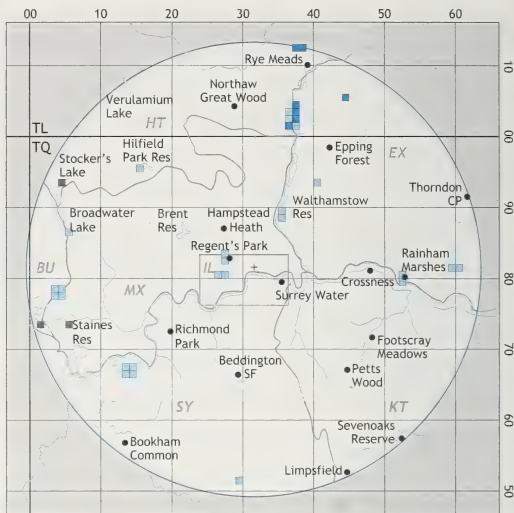 00 10 20 30 40 50 60
Rye Meads 10
Northaw
Great Wood
Verulamium
Lake
HT
TL
00
TQ
Stocker's
Lake
Hilfield
Park Res
Epping
Forest
EX
Thorndon
CP
Broadwater
Lake
Brent
Res
Hampstead
Heath
Walthamstow
Res
90
Regent's Park
BU
MX
IL
Rainham
Marshes
80
Crossness
Surrey Water
Staines
Res
Richmond
Park
Footscray
Meadows
70
Beddington
SF
Petts
Wood
SY
KT
Sevenoaks
Reserve
60
Bookham
Common
Limpsfield
50